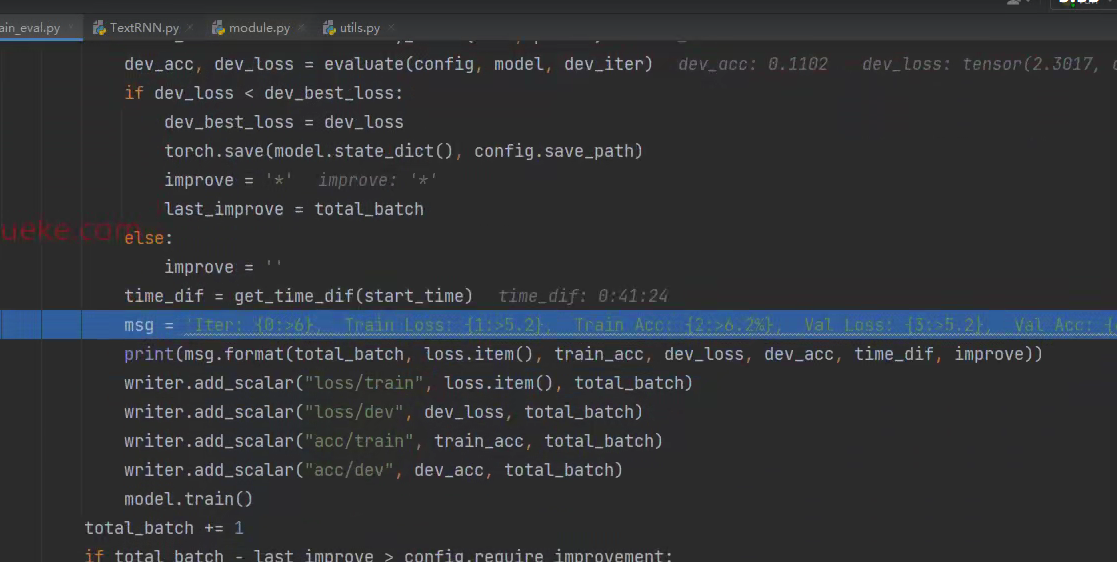 ain_eval.py TextRNN.py module.py utils.py
dev_acc, dev_loss = evaluate(config, model, dev_iter) dev_acc: 0.1102 dev_loss: tensor(2.3017,
if dev_loss < dev_best_loss:
dev_best_loss = dev_loss
torch.save(model.state_dict(), config.save_path)
improve = '*' improve: '*'
last_improve = total_batch
ueke.com
else:
improve = ''
time_dif = get_time_dif(start_time) time_dif: 0:41:24
msg = 'Iter: {0:>6}, Train Loss: {1:>5.2}, Train Acc: {2:>6.2%}, Val Loss: {3:>5.2}, Val Acc: {
print(msg.format(total_batch, loss.item(), train_acc, dev_loss, dev_acc, time_dif, improve))
writer.add_scalar("loss/train", loss.item(), total_batch)
writer.add_scalar("loss/dev", dev_loss, total_batch)
writer.add_scalar("acc/train", train_acc, total_batch)
writer.add_scalar("acc/dev", dev_acc, total_batch)
model.train()
total_batch += 1
if total_batch - last_improve > config.require_improvement: